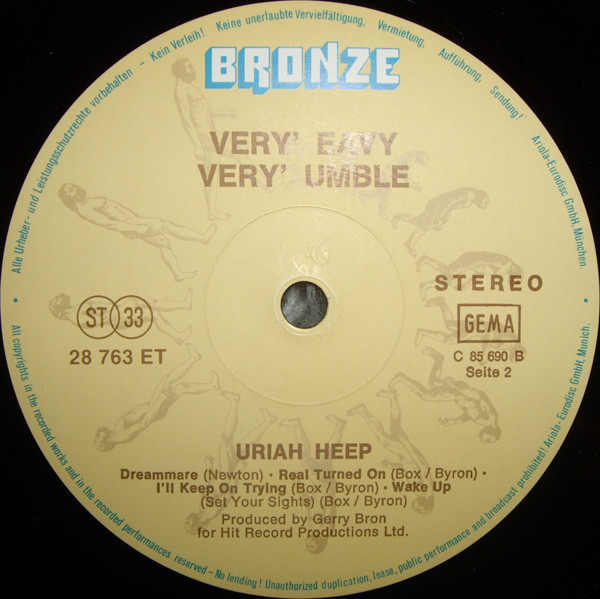 Alle Urheber- und Leistungsschutzrechte vorbehalten – Kein Verleih! Keine unerlaubte Vervielfältigung, Vermietung, Aufführung, Sendung!
BRONZE
VERY' EAVY
VERY' UMBLE
STEREO
ST 33
GEMA
28 763 ET
C 85 690 B
Seite 2
URIAH HEEP
Dreammare (Newton) · Real Turned On (Box / Byron) ·
I'll Keep On Trying (Box / Byron) · Wake Up
(Set Your Sights) (Box / Byron)
Produced by Gerry Bron
for Hit Record Productions Ltd.
Ariola-Eurodisc GmbH, München.
All copyrights in the recorded works and in the recorded performances reserved – No lending! Unauthorized duplication, lease, public performance and broadcast prohibited! Ariola-Eurodisc GmbH, Munich.